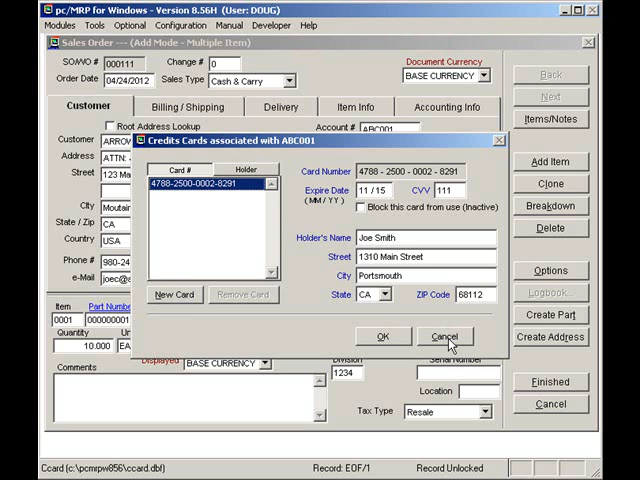 pc/MRP for Windows - Version 8.56H (User: DOUG)
Modules Tools Optional Configuration Manual Developer Help
Sales Order --- (Add Mode - Multiple Item)
SO/WO # 000111 Change # 0 Document Currency
Order Date 04/24/2012 Sales Type Cash & Carry BASE CURRENCY
Back
Next
Items/Notes
Customer Billing / Shipping Delivery Item Info Accounting Info
Root Address Lookup Account # ABC001
Customer ARROW
Address ATTN:
Street 123 Ma
City Moutain
State / Zip CA
Country USA
Phone # 980-24
e-Mail joec@
Credits Cards associated with ABC001
Card # Holder
4788-2500-0002-8291
New Card Remove Card
Card Number 4788 - 2500 - 0002 - 8291
Expire Date 11 / 15 CVV 111
( MM / YY )
Block this card from use (Inactive)
Holder's Name Joe Smith
Street 1310 Main Street
City Portsmouth
State CA ZIP Code 68112
OK Cancel
Add Item
Clone
Breakdown
Delete
Options
Logbook...
Create Part
Create Address
Finished
Cancel
Item Part Number
0001 000000001
Quantity
10.000 EA
Displayed BASE CURRENCY
Division
1234
Serial Number
Comments
Location
Tax Type Resale
Ccard (c:\pcmrpw856\ccard.dbf) Record: EOF/1 Record Unlocked